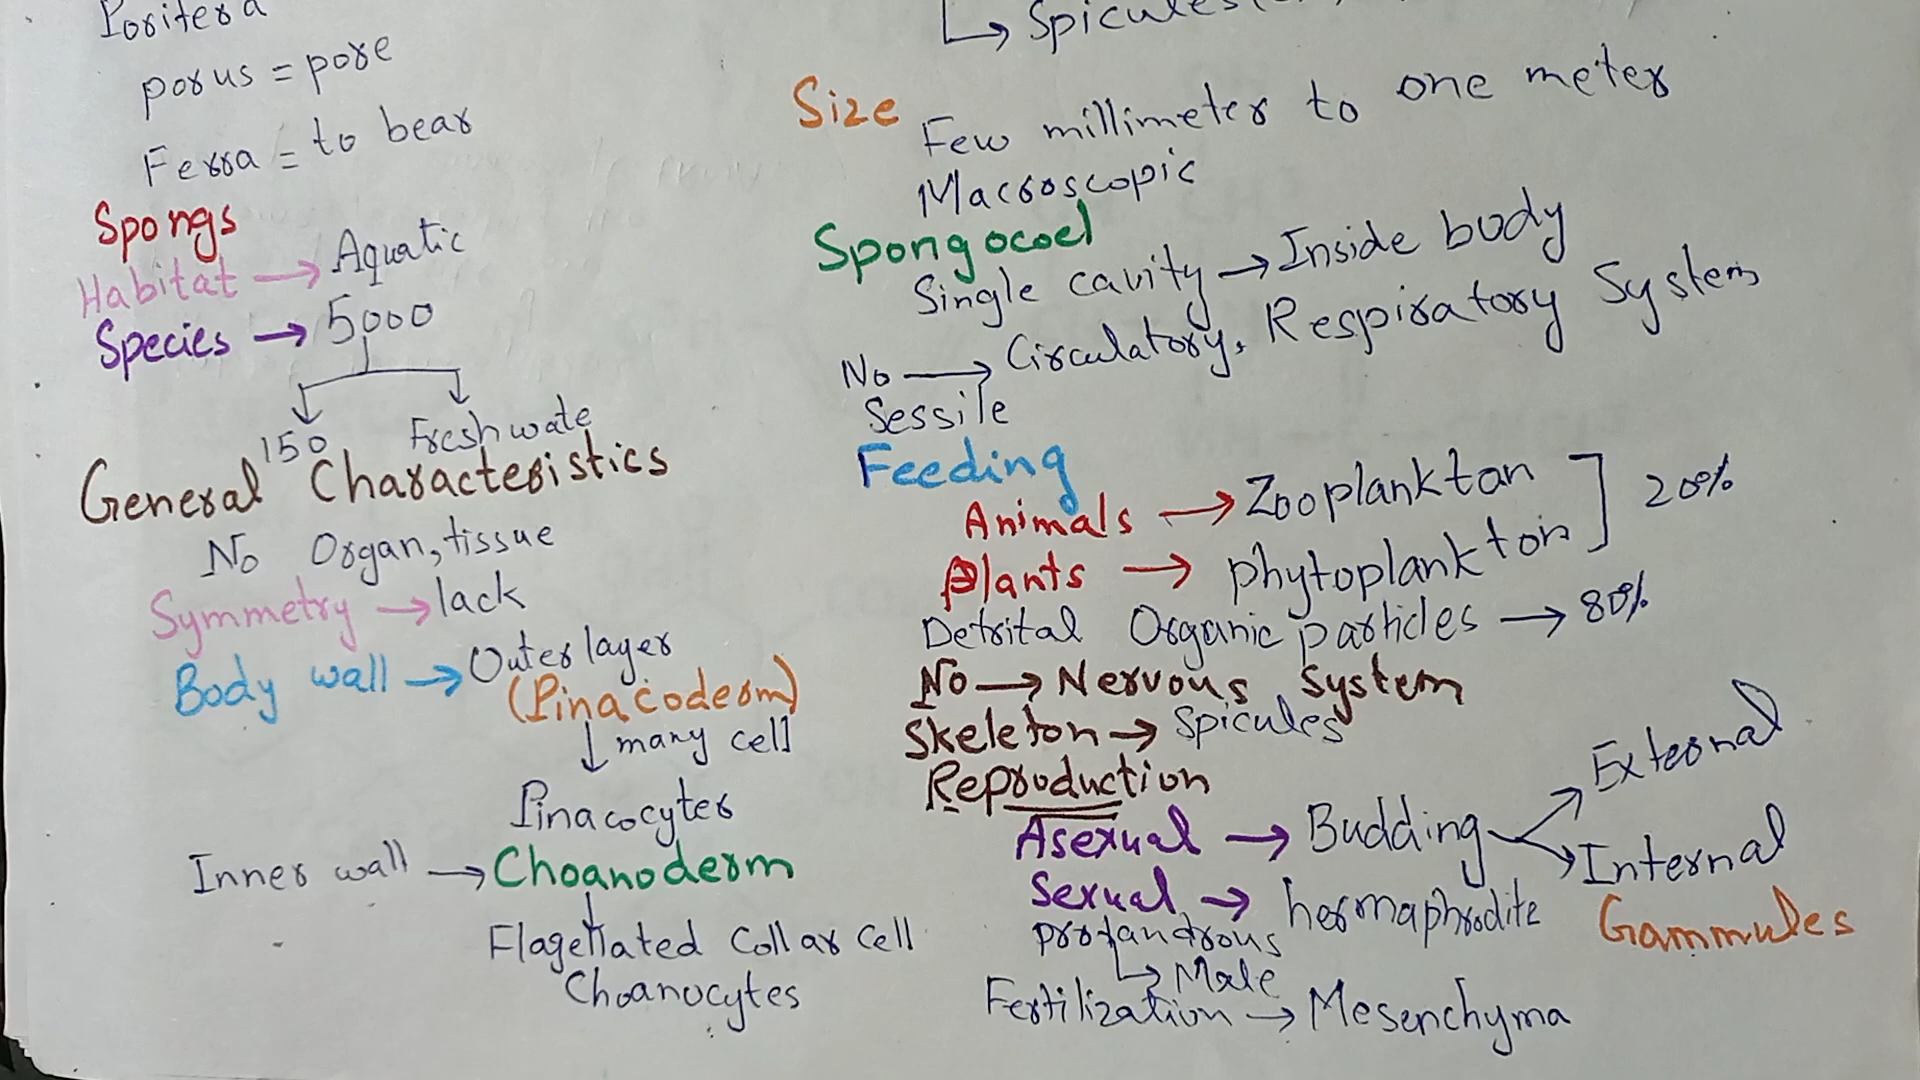 Porifera
porus = pore
Ferra = to bear
Spongs
Habitat → Aquatic
Species → 5000
150 Freshwate
General Characteristics
No Organ, tissue
Symmetry → lack
Body wall → Outer layer
(Pinacoderm)
↓ many cell
Pinacocytes
Inner wall → Choanoderm
Flagellated Collar Cell
Choanocytes
↳ Spicules
Size
Few millimeter to one meter
Macroscopic
Spongocoel
Single cavity → Inside body
No → Circulatory, Respiratory System
Sessile
Feeding
Animals → Zooplanktan
Plants → phytoplankton ] 20%
Detrital Organic particles → 80%
No → Nervous System
Skeleton → Spicules
Reproduction
Asexual → Budding
External
Internal
Gammules
Sexual → hermaphrodite
protandrous
↳ Male
Fertilization → Mesenchyma